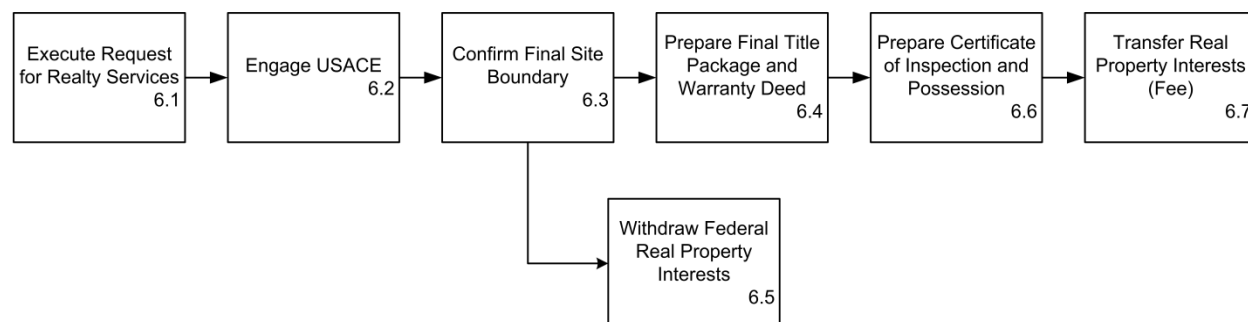 Execute Request
for Realty Services
6.1
Engage USACE
6.2
Confirm Final Site
Boundary
6.3
Prepare Final Title
Package and
Warranty Deed
6.4
Prepare Certificate
of Inspection and
Possession
6.6
Transfer Real
Property Interests
(Fee)
6.7
Withdraw Federal
Real Property
Interests
6.5